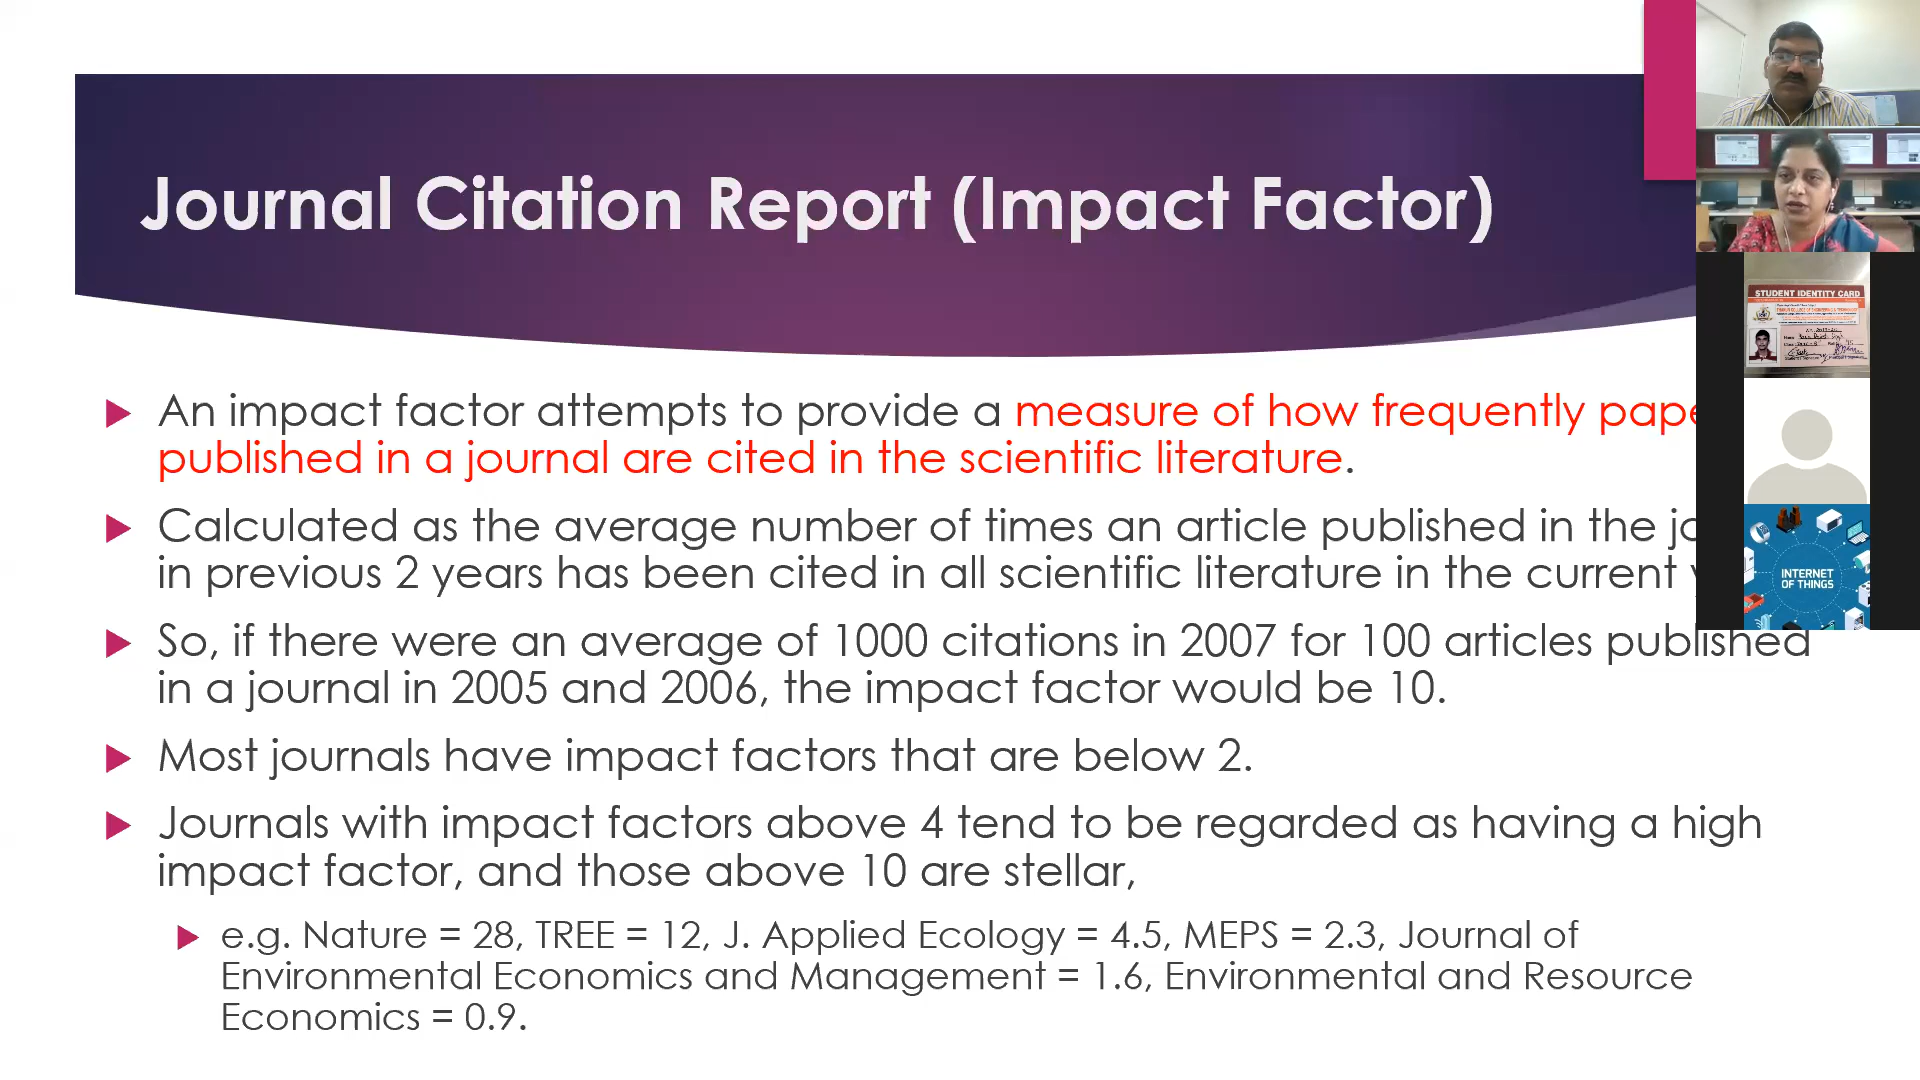 Journal Citation Report (Impact Factor)
An impact factor attempts to provide a measure of how frequently
published in a journal are cited in the scientific literature.
Calculated as the average number of times an article published in the
in previous 2 years has been cited in all scientific literature in the current
So, if there were an average of 1000 citations in 2007 for 100 articles published
in a journal in 2005 and 2006, the impact factor would be 10.
Most journals have impact factors that are below 2.
Journals with impact factors above 4 tend to be regarded as having a high
impact factor, and those above 10 are stellar,
e.g. Nature = 28, TREE = 12, J. Applied Ecology = 4.5, MEPS = 2.3, Journal of
Environmental Economics and Management = 1.6, Environmental and Resource
Economics = 0.9.
STUDENT IDENTITY CARD
INTERNET
OF THINGS